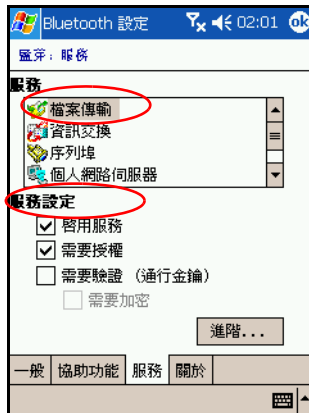 Bluetooth 設定 02:01 ok
藍芽：服務
服務
檔案傳輸
資訊交換
序列埠
個人網路伺服器
服務設定
啟用服務
需要授權
需要驗證 （通行金鑰）
需要加密
進階...
一般 協助功能 服務 關於